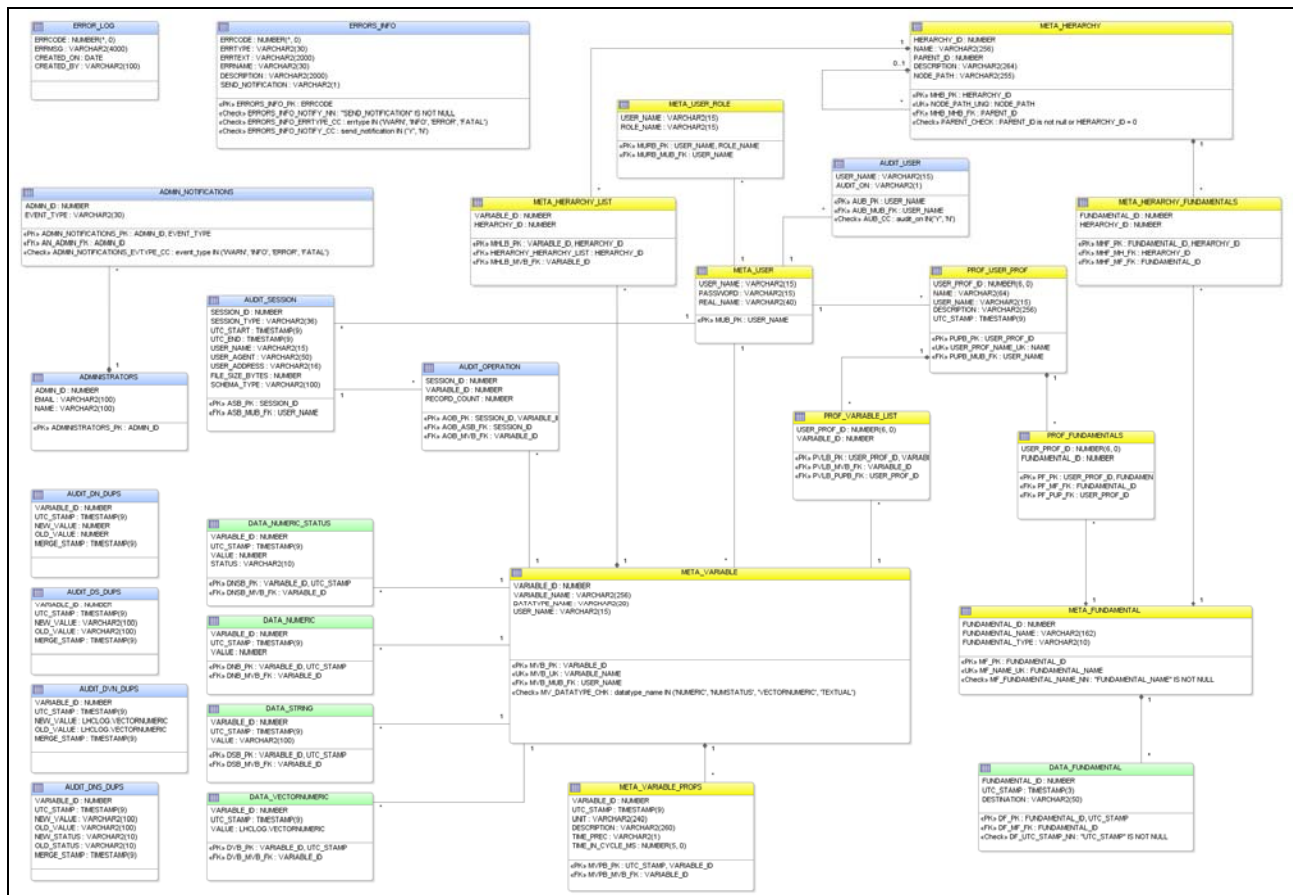 ERROR_LOG
ERRCODE : NUMBER(*, 0)
ERRMSG : VARCHAR2(4000)
CREATED_ON : DATE
CREATED_BY : VARCHAR2(100)
ERRORS_INFO
ERRCODE : NUMBER(*, 0)
ERRTYPE : VARCHAR2(30)
ERRTEXT : VARCHAR2(2000)
ERRNAME : VARCHAR2(30)
DESCRIPTION : VARCHAR2(2000)
SEND_NOTIFICATION : VARCHAR2(1)
«PK» ERRORS_INFO_PK : ERRCODE
«Check» ERRORS_INFO_NOTIFY_NN : "SEND_NOTIFICATION" IS NOT NULL
«Check» ERRORS_INFO_ERRTYPE_CC : errtype IN ('WARN', 'INFO', 'ERROR', 'FATAL')
«Check» ERRORS_INFO_NOTIFY_CC : send_notification IN ('Y', 'N')
META_HIERARCHY
HIERARCHY_ID : NUMBER
NAME : VARCHAR2(256)
PARENT_ID : NUMBER
DESCRIPTION : VARCHAR2(264)
NODE_PATH : VARCHAR2(255)
«PK» MHB_PK : HIERARCHY_ID
«UK» NODE_PATH_UNQ : NODE_PATH
«FK» MHB_MHB_FK : PARENT_ID
«Check» PARENT_CHECK : PARENT_ID is not null or HIERARCHY_ID = 0
1
0..1
*
1
META_USER_ROLE
USER_NAME : VARCHAR2(15)
ROLE_NAME : VARCHAR2(15)
«PK» MURB_PK : USER_NAME, ROLE_NAME
«FK» MURB_MUB_FK : USER_NAME
AUDIT_USER
USER_NAME : VARCHAR2(15)
AUDIT_ON : VARCHAR2(1)
«PK» AUB_PK : USER_NAME
«FK» AUB_MUB_FK : USER_NAME
«Check» AUB_CC : audit_on IN('Y', 'N')
ADMIN_NOTIFICATIONS
ADMIN_ID : NUMBER
EVENT_TYPE : VARCHAR2(30)
«PK» ADMIN_NOTIFICATIONS_PK : ADMIN_ID, EVENT_TYPE
«FK» AN_ADMIN_FK : ADMIN_ID
«Check» ADMIN_NOTIFICATIONS_EVTYPE_CC : event_type IN ('WARN', 'INFO', 'ERROR', 'FATAL')
META_HIERARCHY_LIST
VARIABLE_ID : NUMBER
HIERARCHY_ID : NUMBER
«PK» MHLB_PK : VARIABLE_ID, HIERARCHY_ID
«FK» HIERARCHY_HIERARCHY_LIST : HIERARCHY_ID
«FK» MHLB_MVB_FK : VARIABLE_ID
META_HIERARCHY_FUNDAMENTALS
FUNDAMENTAL_ID : NUMBER
HIERARCHY_ID : NUMBER
«PK» MHF_PK : FUNDAMENTAL_ID, HIERARCHY_ID
«FK» MHF_MH_FK : HIERARCHY_ID
«FK» MHF_MF_FK : FUNDAMENTAL_ID
META_USER
USER_NAME : VARCHAR2(15)
PASSWORD : VARCHAR2(15)
REAL_NAME : VARCHAR2(40)
«PK» MUB_PK : USER_NAME
PROF_USER_PROF
USER_PROF_ID : NUMBER(6, 0)
NAME : VARCHAR2(64)
USER_NAME : VARCHAR2(15)
DESCRIPTION : VARCHAR2(256)
UTC_STAMP : TIMESTAMP(9)
«PK» PUPB_PK : USER_PROF_ID
«UK» USER_PROF_NAME_UK : NAME
«FK» PUPB_MUB_FK : USER_NAME
AUDIT_SESSION
SESSION_ID : NUMBER
SESSION_TYPE : VARCHAR2(36)
UTC_START : TIMESTAMP(9)
UTC_END : TIMESTAMP(9)
USER_NAME : VARCHAR2(15)
USER_AGENT : VARCHAR2(50)
USER_ADDRESS : VARCHAR2(16)
FILE_SIZE_BYTES : NUMBER
SCHEMA_TYPE : VARCHAR2(100)
«PK» ASB_PK : SESSION_ID
«FK» ASB_MUB_FK : USER_NAME
ADMINISTRATORS
ADMIN_ID : NUMBER
EMAIL : VARCHAR2(100)
NAME : VARCHAR2(100)
«PK» ADMINISTRATORS_PK : ADMIN_ID
AUDIT_OPERATION
SESSION_ID : NUMBER
VARIABLE_ID : NUMBER
RECORD_COUNT : NUMBER
«PK» AOB_PK : SESSION_ID, VARIABLE_I
«FK» AOB_ASB_FK : SESSION_ID
«FK» AOB_MVB_FK : VARIABLE_ID
PROF_VARIABLE_LIST
USER_PROF_ID : NUMBER(6, 0)
VARIABLE_ID : NUMBER
«PK» PVLB_PK : USER_PROF_ID, VARIABL
«FK» PVLB_MVB_FK : VARIABLE_ID
«FK» PVLB_PUPB_FK : USER_PROF_ID
PROF_FUNDAMENTALS
USER_PROF_ID : NUMBER(6, 0)
FUNDAMENTAL_ID : NUMBER
«PK» PF_PK : USER_PROF_ID, FUNDAMEN
«FK» PF_MF_FK : FUNDAMENTAL_ID
«FK» PF_PUP_FK : USER_PROF_ID
AUDIT_DN_DUPS
VARIABLE_ID : NUMBER
UTC_STAMP : TIMESTAMP(9)
NEW_VALUE : NUMBER
OLD_VALUE : NUMBER
MERGE_STAMP : TIMESTAMP(9)
DATA_NUMERIC_STATUS
VARIABLE_ID : NUMBER
UTC_STAMP : TIMESTAMP(9)
VALUE : NUMBER
STATUS : VARCHAR2(10)
«PK» DNSB_PK : VARIABLE_ID, UTC_STAMP
«FK» DNSB_MVB_FK : VARIABLE_ID
META_VARIABLE
VARIABLE_ID : NUMBER
VARIABLE_NAME : VARCHAR2(256)
DATATYPE_NAME : VARCHAR2(20)
USER_NAME : VARCHAR2(15)
«PK» MVB_PK : VARIABLE_ID
«UK» MVB_UK : VARIABLE_NAME
«FK» MVB_MUB_FK : USER_NAME
«Check» MV_DATATYPE_CHK : datatype_name IN ('NUMERIC', 'NUMSTATUS', 'VECTORNUMERIC', 'TEXTUAL')
AUDIT_DS_DUPS
VARIABLE_ID : NUMBER
UTC_STAMP : TIMESTAMP(9)
NEW_VALUE : VARCHAR2(100)
OLD_VALUE : VARCHAR2(100)
MERGE_STAMP : TIMESTAMP(9)
DATA_NUMERIC
VARIABLE_ID : NUMBER
UTC_STAMP : TIMESTAMP(9)
VALUE : NUMBER
«PK» DNB_PK : VARIABLE_ID, UTC_STAMP
«FK» DNB_MVB_FK : VARIABLE_ID
META_FUNDAMENTAL
FUNDAMENTAL_ID : NUMBER
FUNDAMENTAL_NAME : VARCHAR2(162)
FUNDAMENTAL_TYPE : VARCHAR2(10)
«PK» MF_PK : FUNDAMENTAL_ID
«UK» MF_NAME_UK : FUNDAMENTAL_NAME
«Check» MF_FUNDAMENTAL_NAME_NN : "FUNDAMENTAL_NAME" IS NOT NULL
AUDIT_DVN_DUPS
VARIABLE_ID : NUMBER
UTC_STAMP : TIMESTAMP(9)
NEW_VALUE : LHCLOG.VECTORNUMERIC
OLD_VALUE : LHCLOG.VECTORNUMERIC
MERGE_STAMP : TIMESTAMP(9)
DATA_STRING
VARIABLE_ID : NUMBER
UTC_STAMP : TIMESTAMP(9)
VALUE : VARCHAR2(100)
«PK» DSB_PK : VARIABLE_ID, UTC_STAMP
«FK» DSB_MVB_FK : VARIABLE_ID
AUDIT_DNS_DUPS
VARIABLE_ID : NUMBER
UTC_STAMP : TIMESTAMP(9)
NEW_VALUE : VARCHAR2(100)
OLD_VALUE : VARCHAR2(100)
NEW_STATUS : VARCHAR2(10)
OLD_STATUS : VARCHAR2(10)
MERGE_STAMP : TIMESTAMP(9)
DATA_VECTORNUMERIC
VARIABLE_ID : NUMBER
UTC_STAMP : TIMESTAMP(9)
VALUE : LHCLOG.VECTORNUMERIC
«PK» DVB_PK : VARIABLE_ID, UTC_STAMP
«FK» DVB_MVB_FK : VARIABLE_ID
META_VARIABLE_PROPS
VARIABLE_ID : NUMBER
UTC_STAMP : TIMESTAMP(9)
UNIT : VARCHAR2(240)
DESCRIPTION : VARCHAR2(260)
TIME_PREC : VARCHAR2(1)
TIME_IN_CYCLE_MS : NUMBER(5, 0)
«PK» MVPB_PK : UTC_STAMP, VARIABLE_ID
«FK» MVPB_MVB_FK : VARIABLE_ID
DATA_FUNDAMENTAL
FUNDAMENTAL_ID : NUMBER
UTC_STAMP : TIMESTAMP(3)
DESTINATION : VARCHAR2(50)
«PK» DF_PK : FUNDAMENTAL_ID, UTC_STAMP
«FK» DF_MF_FK : FUNDAMENTAL_ID
«Check» DF_UTC_STAMP_NN : "UTC_STAMP" IS NOT NULL